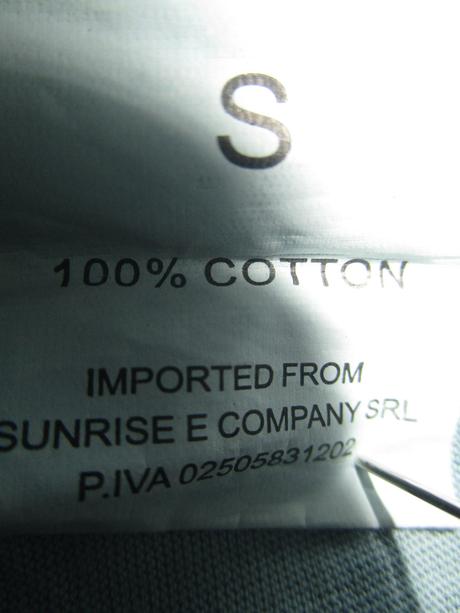 S
100% COTTON
IMPORTED FROM
SUNRISE E COMPANY SRL
P.IVA 02505831202